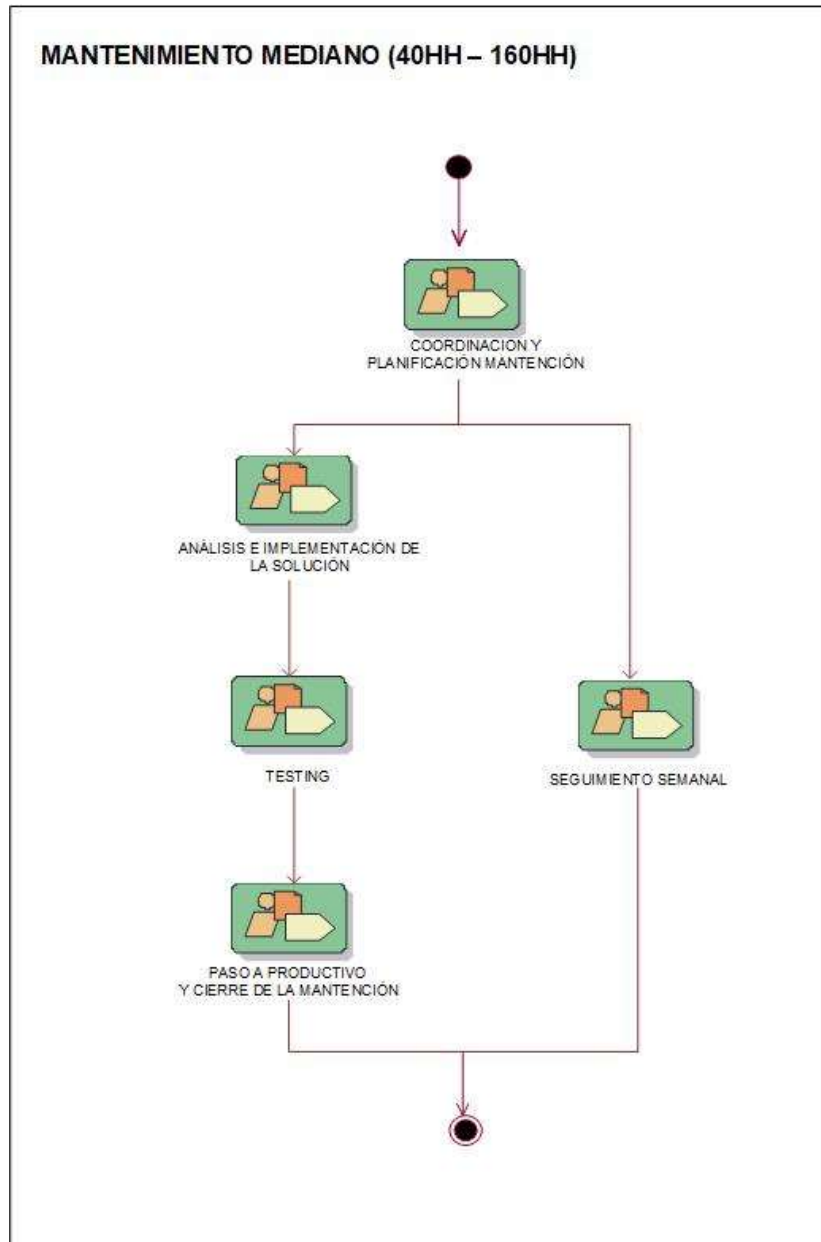 MANTENIMIENTO MEDIANO (40HH – 160HH)
COORDINACION Y
PLANIFICACIÓN MANTENCIÓN
ANÁLISIS E IMPLEMENTACIÓN DE
LA SOLUCIÓN
TESTING
SEGUIMIENTO SEMANAL
PASO A PRODUCTIVO
Y CIERRE DE LA MANTENCIÓN